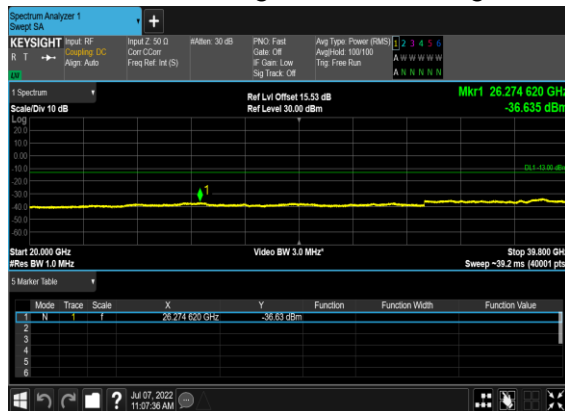 Spectrum Analyzer 1
Swept SA
+
KEYSIGHT Input: RF Input Z: 50 Ω #Atten: 30 dB PNO: Fast Avg Type: Power (RMS) 1 2 3 4 5 6
R T Coupling: DC Corr CCorr Gate: Off Avg|Hold: 100/100 A W W W W W
Align: Auto Freq Ref: Int (S) IF Gain: Low Trig: Free Run
LW Sig Track: Off A N N N N N
1 Spectrum Ref Lvl Offset 15.53 dB Mkr1 26.274 620 GHz
Scale/Div 10 dB Ref Level 30.00 dBm -36.635 dBm
Log
20.0
10.0
0.00
-10.0 DL1 -13.00 dBm
-20.0
-30.0 1
-40.0
-50.0
-60.0
Start 20.000 GHz Video BW 3.0 MHz* Stop 39.800 GHz
#Res BW 1.0 MHz Sweep ~39.2 ms (40001 pts)
5 Marker Table
Mode Trace Scale X Y Function Function Width Function Value
1 N 1 f 26.274 620 GHz -36.63 dBm
2
3
4
5
6
? Jul 07, 2022
11:07:36 AM